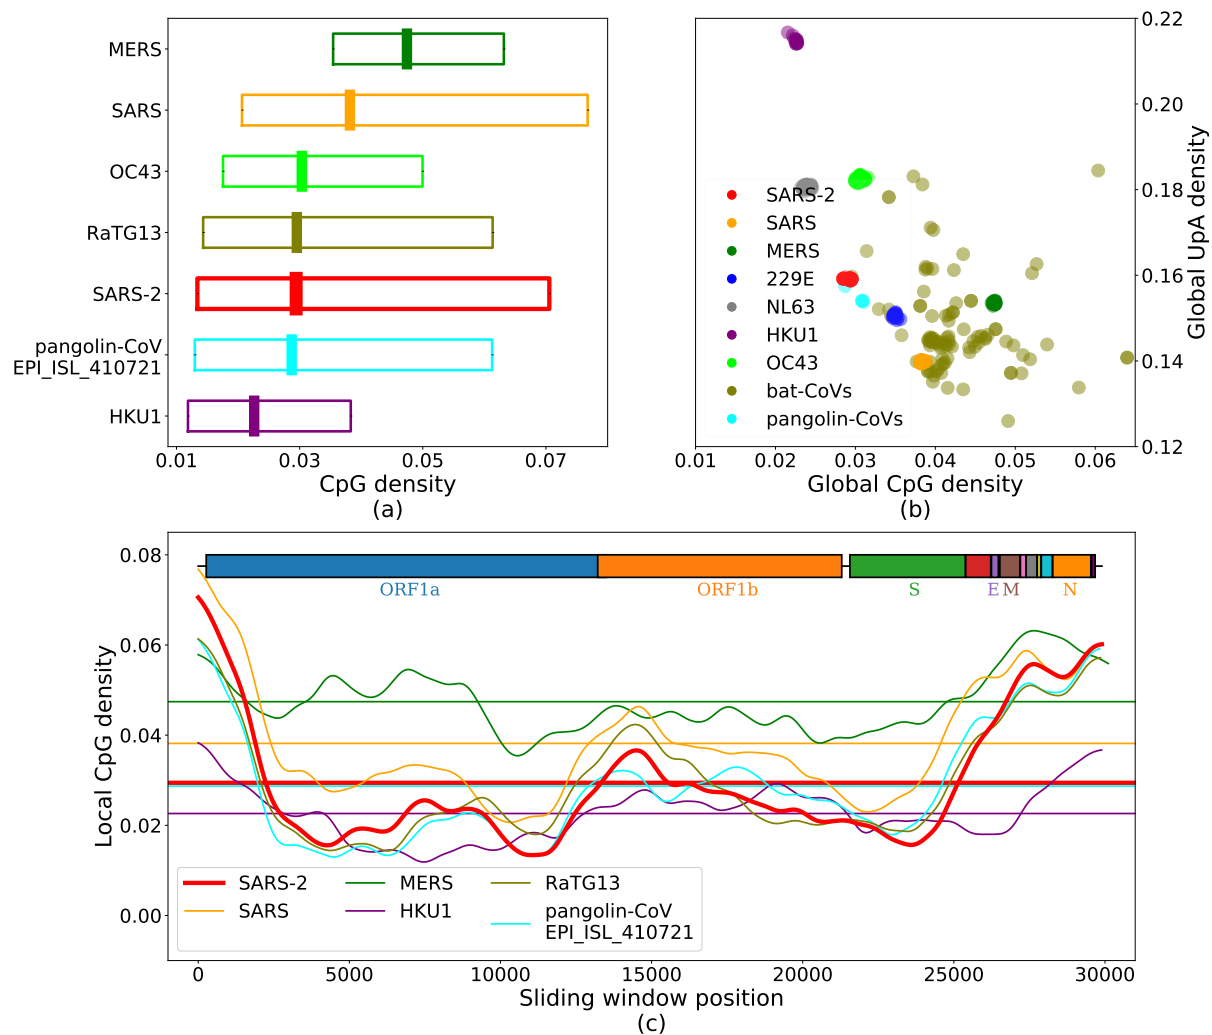 MERS
SARS
OC43
RaTG13
SARS-2
pangolin-CoV
EPI_ISL_410721
HKU1
0.01
0.03
0.05
0.07
CpG density
(a)
0.22
0.20
0.18
0.16
0.14
0.12
Global UpA density
SARS-2
SARS
MERS
229E
NL63
HKU1
OC43
bat-CoVs
pangolin-CoVs
0.01
0.02
0.03
0.04
0.05
0.06
Global CpG density
(b)
0.08
0.06
0.04
0.02
0.00
Local CpG density
ORF1a
ORF1b
S
E
M
N
SARS-2
SARS
MERS
HKU1
RaTG13
pangolin-CoV
EPI_ISL_410721
0
5000
10000
15000
20000
25000
30000
Sliding window position
(c)